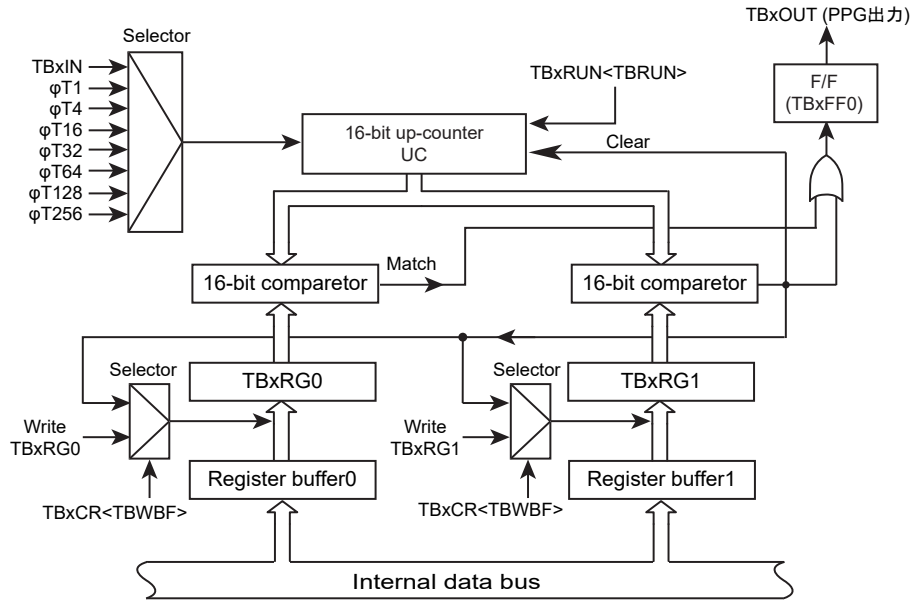 TBxOUT (PPG出力)
Selector
TBxIN
φT1
φT4
φT16
φT32
φT64
φT128
φT256
TBxRUN<TBRUN>
F/F
(TBxFF0)
16-bit up-counter
UC
Clear
16-bit comparetor
Match
16-bit comparetor
Selector
TBxRG0
Selector
TBxRG1
Write
TBxRG0
Write
TBxRG1
Register buffer0
Register buffer1
TBxCR<TBWBF>
TBxCR<TBWBF>
Internal data bus